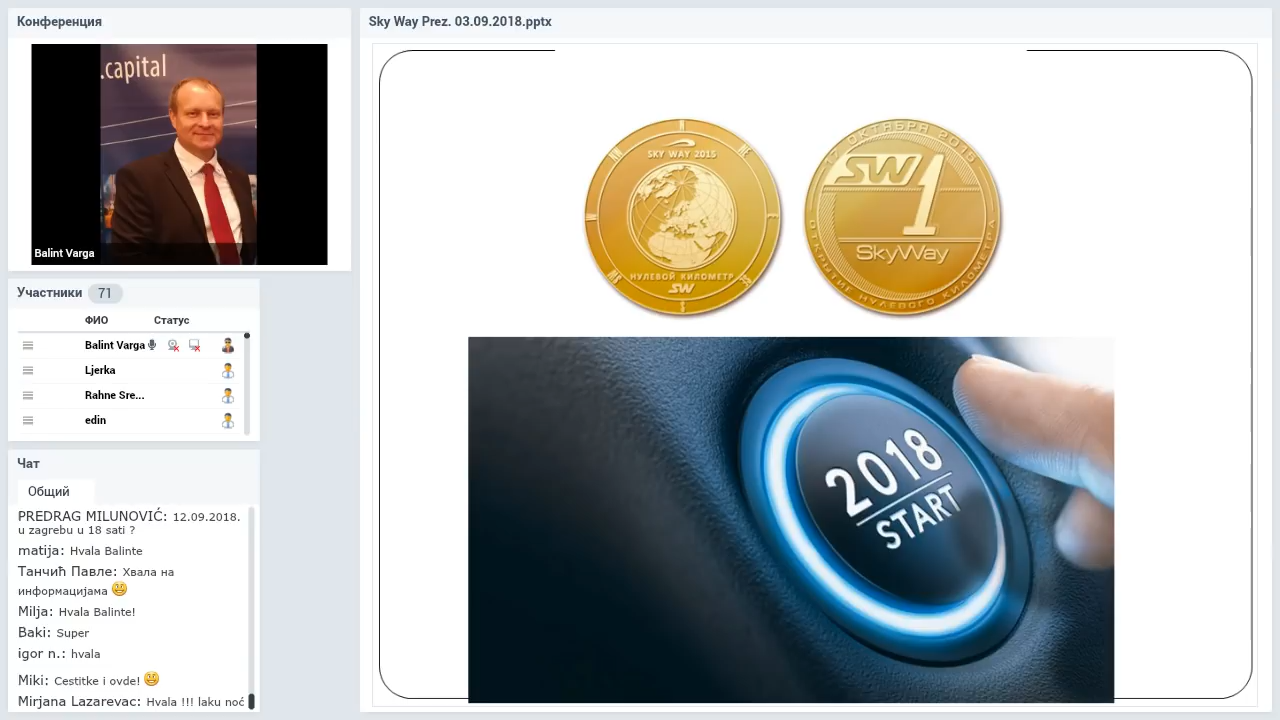 Конференция
.capital
Balint Varga
Участники 71
ФИО Статус
Balint Varga
Ljerka
Rahne Sre...
edin
Чат
Общий
PREDRAG MILUNOVIĆ: 12.09.2018.
u zagrebu u 18 sati ?
matija: Hvala Balinte
Танчић Павле: Хвала на
информацијама
Milja: Hvala Balinte!
Baki: Super
igor n.: hvala
Miki: Cestitke i ovde!
Mirjana Lazarevac: Hvala !!! laku noć
Sky Way Prez. 03.09.2018.pptx
N
NE
E
S
SKY WAY 2015
НУЛЕВОЙ КИЛОМЕТР
SW
17 ОКТЯБРЯ 2015
SW1
SkyWay
ОТКРЫТИЕ НУЛЕВОГО КИЛОМЕТРА
2018
START